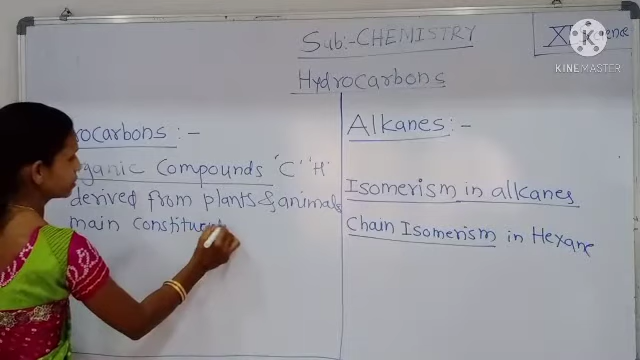 Sub:- CHEMISTRY
XI
KINEMASTER
Hydrocarbons
rocarbons :-
ganic Compounds 'C' 'H'
derived from plants & animals
main constituent
Alkanes :-
Isomerism in alkanes
Chain Isomerism in Hexane